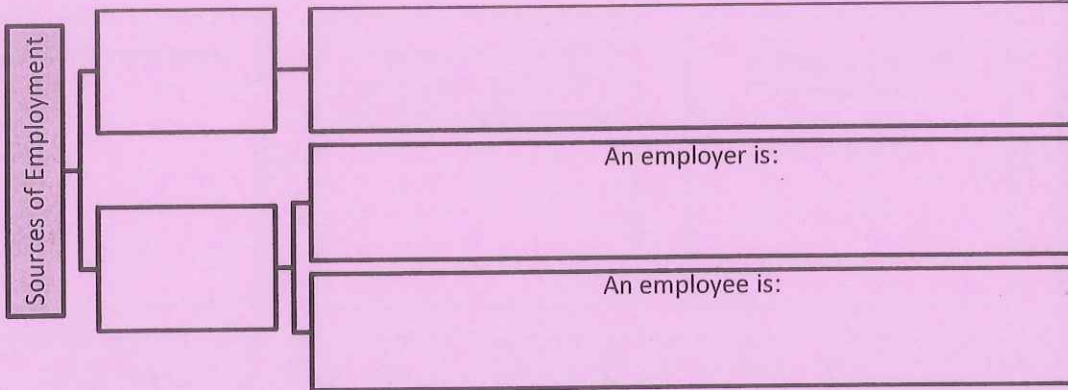 Sources of Employment
An employer is:
An employee is: